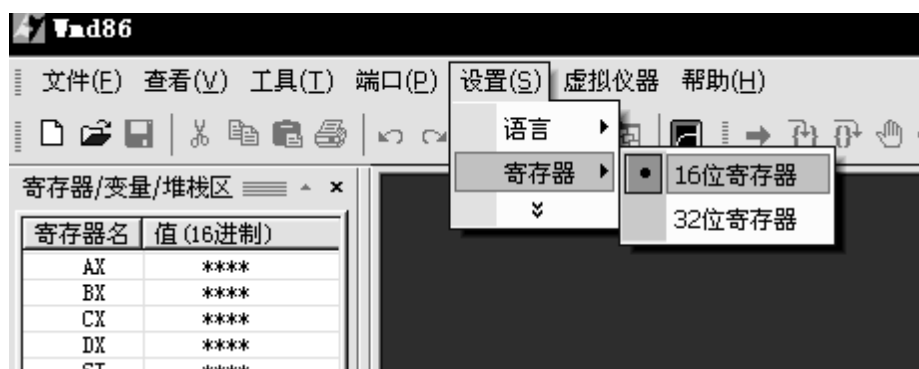 Wmd86
文件(F) 查看(V) 工具(T) 端口(P) 设置(S) 虚拟仪器 帮助(H)
语言
寄存器/变量/堆栈区
寄存器 16位寄存器
32位寄存器
寄存器名 值(16进制)
AX ****
BX ****
CX ****
DX ****